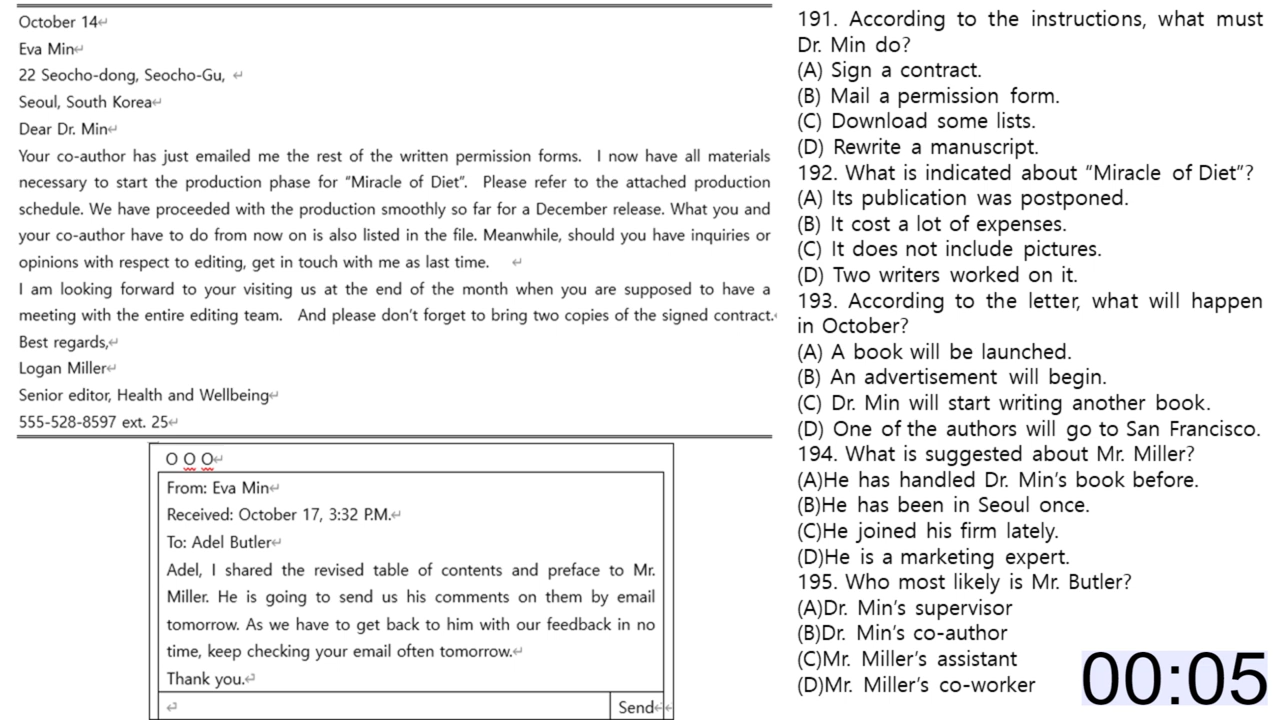 October 14↵
Eva Min↵
22 Seocho-dong, Seocho-Gu, ↵
Seoul, South Korea↵
Dear Dr. Min↵
Your co-author has just emailed me the rest of the written permission forms. I now have all materials
necessary to start the production phase for “Miracle of Diet”. Please refer to the attached production
schedule. We have proceeded with the production smoothly so far for a December release. What you and
your co-author have to do from now on is also listed in the file. Meanwhile, should you have inquiries or
opinions with respect to editing, get in touch with me as last time. ↵
I am looking forward to your visiting us at the end of the month when you are supposed to have a
meeting with the entire editing team. And please don’t forget to bring two copies of the signed contract.↵
Best regards,↵
Logan Miller↵
Senior editor, Health and Wellbeing↵
555-528-8597 ext. 25↵
O O O↵
From: Eva Min↵
Received: October 17, 3:32 P.M.↵
To: Adel Butler↵
Adel, I shared the revised table of contents and preface to Mr.
Miller. He is going to send us his comments on them by email
tomorrow. As we have to get back to him with our feedback in no
time, keep checking your email often tomorrow.↵
Thank you.↵
↵ Send↵↵
191. According to the instructions, what must
Dr. Min do?
(A) Sign a contract.
(B) Mail a permission form.
(C) Download some lists.
(D) Rewrite a manuscript.
192. What is indicated about “Miracle of Diet”?
(A) Its publication was postponed.
(B) It cost a lot of expenses.
(C) It does not include pictures.
(D) Two writers worked on it.
193. According to the letter, what will happen
in October?
(A) A book will be launched.
(B) An advertisement will begin.
(C) Dr. Min will start writing another book.
(D) One of the authors will go to San Francisco.
194. What is suggested about Mr. Miller?
(A)He has handled Dr. Min’s book before.
(B)He has been in Seoul once.
(C)He joined his firm lately.
(D)He is a marketing expert.
195. Who most likely is Mr. Butler?
(A)Dr. Min’s supervisor
(B)Dr. Min’s co-author
(C)Mr. Miller’s assistant
(D)Mr. Miller’s co-worker
00:05